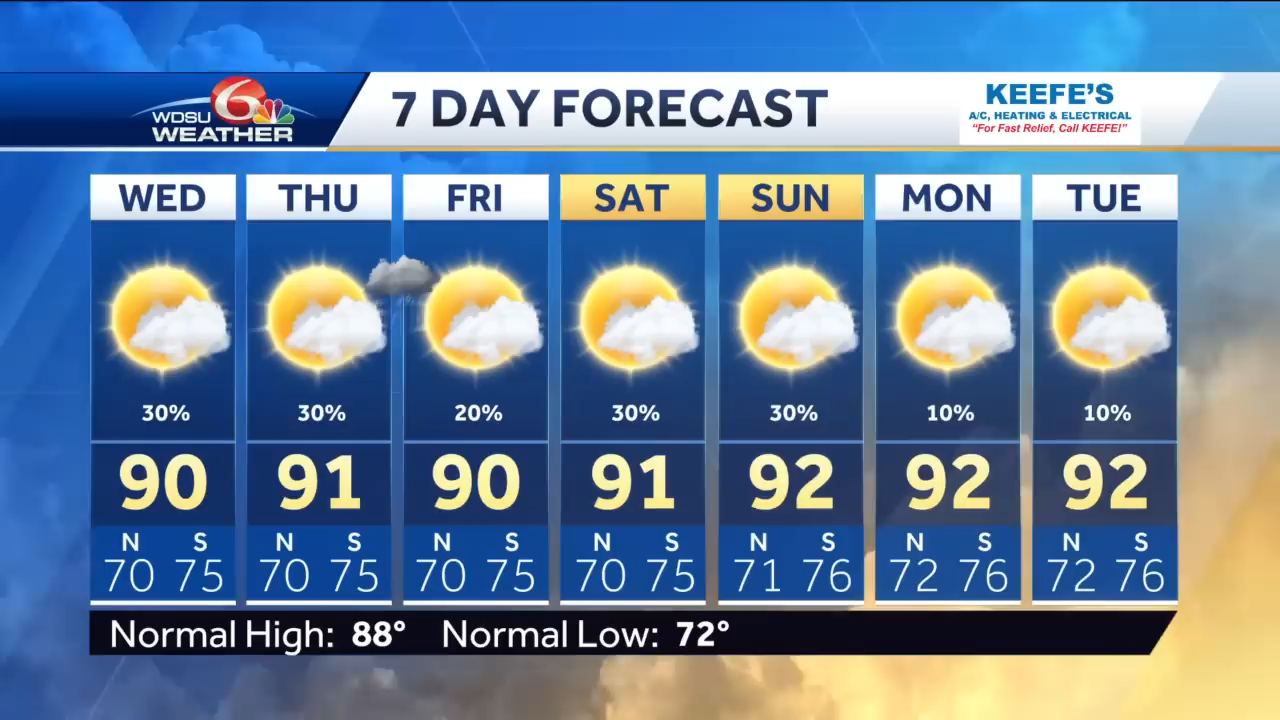 WDSU 6
WEATHER
7 DAY FORECAST
KEEFE'S
A/C, HEATING & ELECTRICAL
"For Fast Relief, Call KEEFE!"
WED THU FRI SAT SUN MON TUE
30% 30% 20% 30% 30% 10% 10%
90 91 90 91 92 92 92
N S N S N S N S N S N S N S
70 75 70 75 70 75 70 75 71 76 72 76 72 76
Normal High: 88° Normal Low: 72°